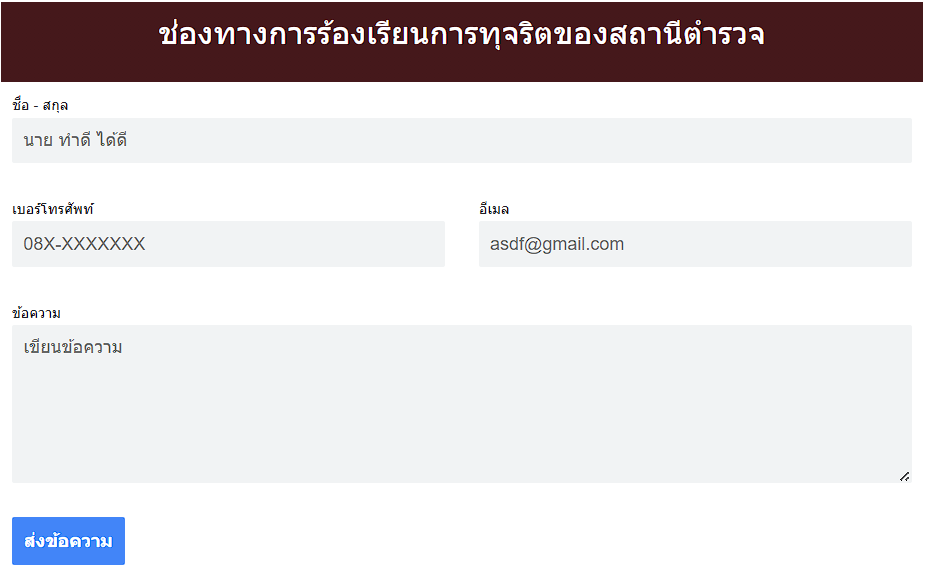 ช่องทางการร้องเรียนการทุจริตของสถานีตำรวจ
ชื่อ - สกุล
นาย ทำดี ได้ดี
เบอร์โทรศัพท์
อีเมล
08X-XXXXXXX
asdf@gmail.com
ข้อความ
เขียนข้อความ
ส่งข้อความ